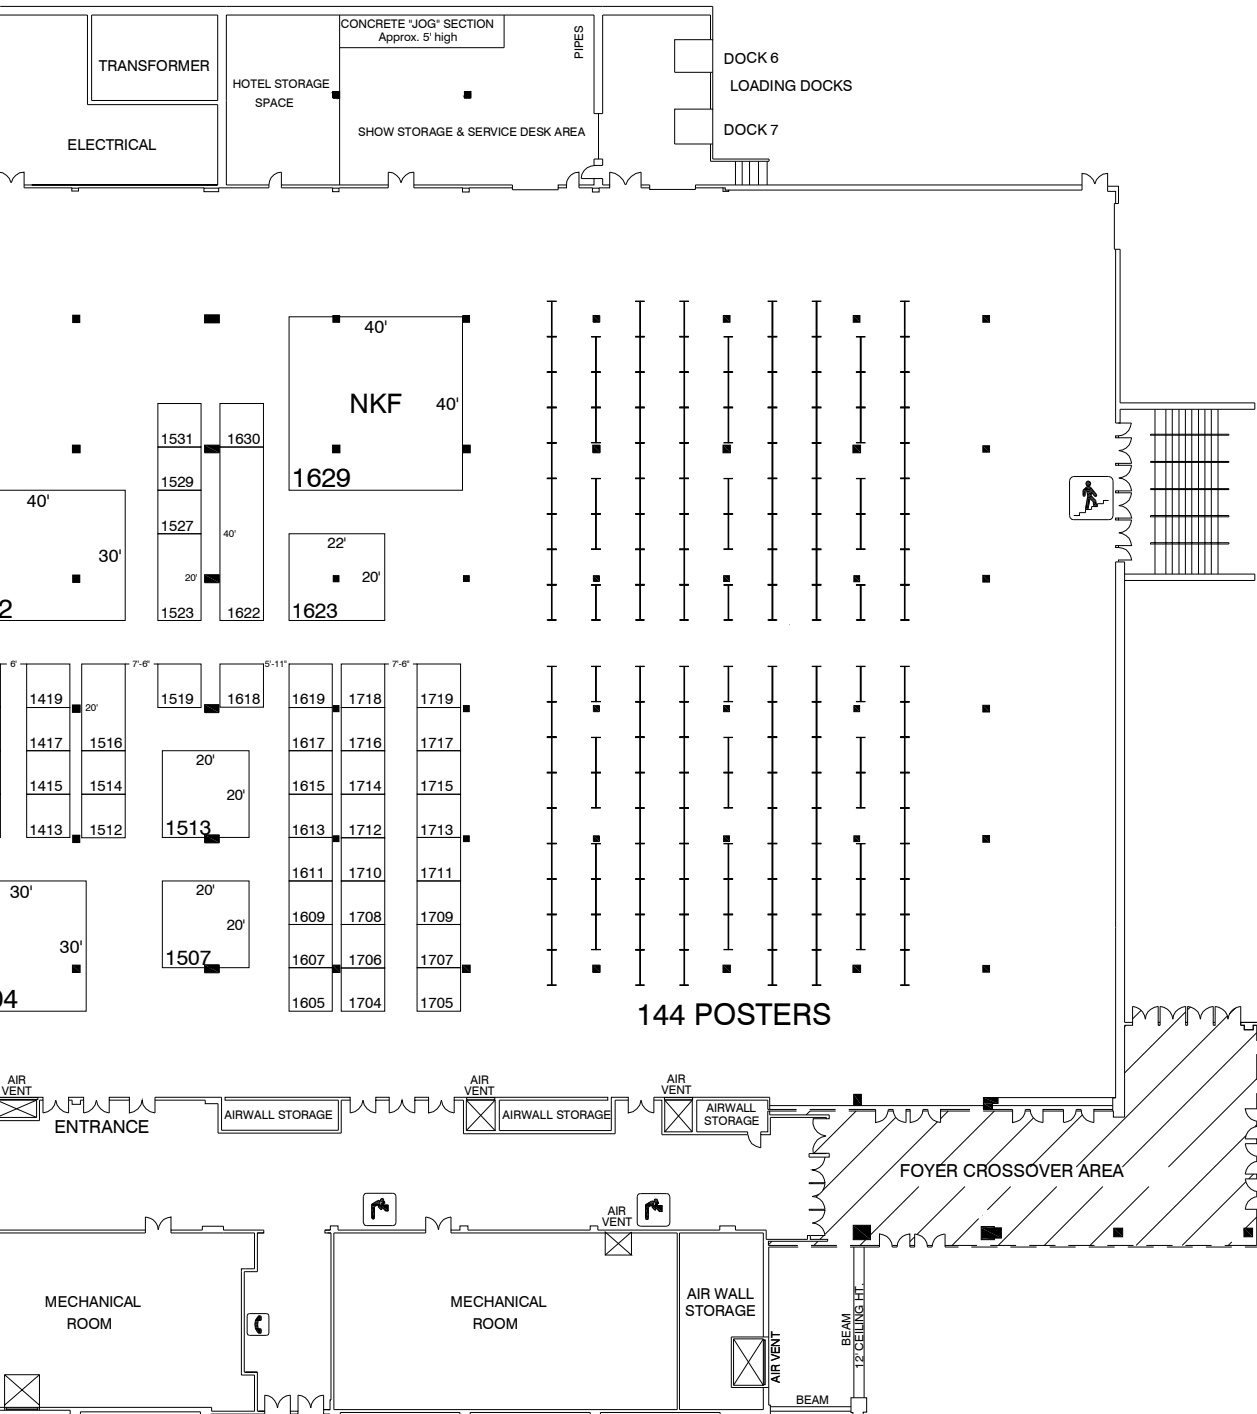 CONCRETE "JOG" SECTION
Approx. 5' high
PIPES
TRANSFORMER
HOTEL STORAGE
SPACE
DOCK 6
LOADING DOCKS
DOCK 7
SHOW STORAGE & SERVICE DESK AREA
ELECTRICAL
40'
NKF
40'
1629
1531
1630
1529
1527
40'
20'
1523
1622
40'
30'
2
22'
20'
1623
6'
7'-6"
5'-11"
7'-6"
1419
20'
1519
1618
1619
1718
1719
1417
1516
1617
1716
1717
1415
1514
20'
20'
1513
1615
1714
1715
1413
1512
1613
1712
1713
1611
1710
1711
30'
30'
04
20'
20'
1507
1609
1708
1709
1607
1706
1707
1605
1704
1705
144 POSTERS
AIR
VENT
ENTRANCE
AIRWALL STORAGE
AIR
VENT
AIRWALL STORAGE
AIR
VENT
AIRWALL
STORAGE
FOYER CROSSOVER AREA
AIR
VENT
MECHANICAL
ROOM
MECHANICAL
ROOM
AIR WALL
STORAGE
AIR VENT
BEAM
12' CEILING HT.
BEAM